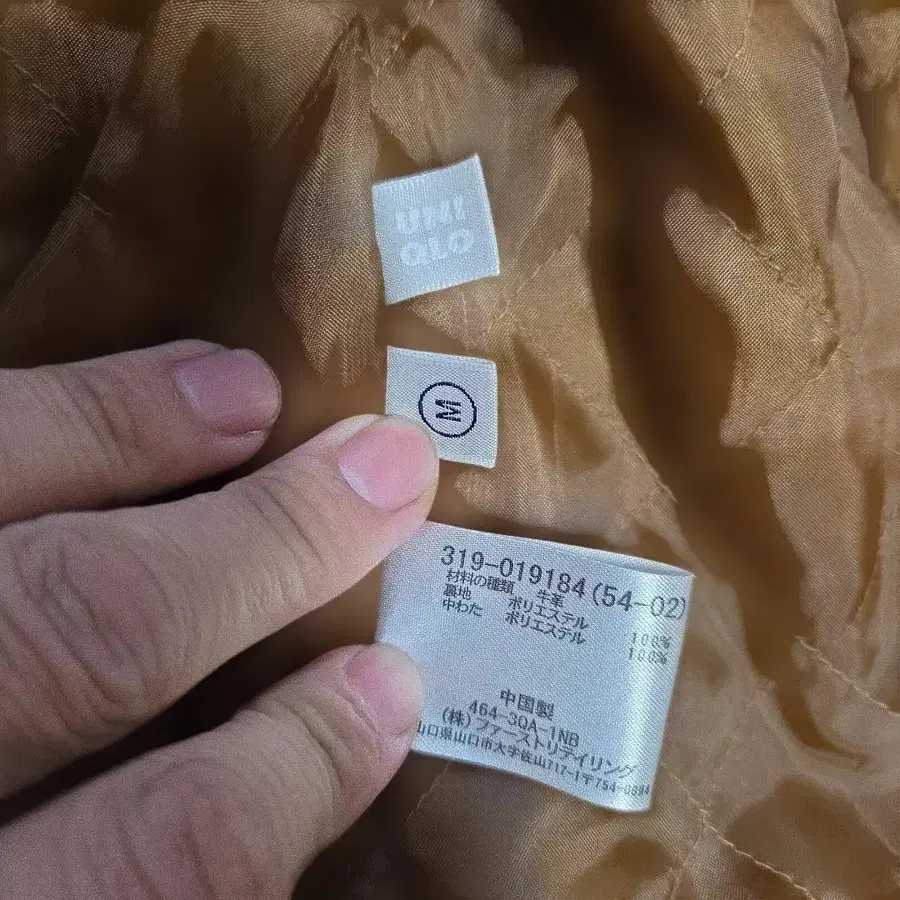 UNI
QLO
M
319-019184(54-02)
材料の種類 牛革
裏地 ポリエステル 100%
中わた ポリエステル 100%
中国製
464-3QA-1NB
(株)ファーストリテイリング
山口県山口市大字佐山717-1〒754-0894